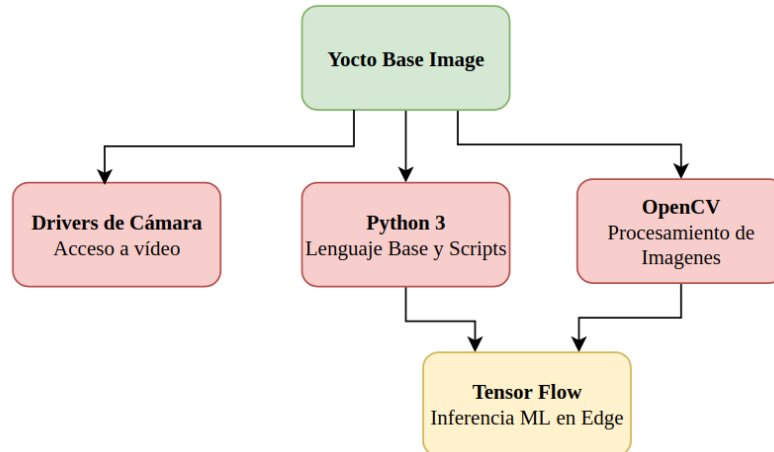 Yocto Base Image
Drivers de Cámara
Acceso a vídeo
Python 3
Lenguaje Base y Scripts
OpenCV
Procesamiento de
Imagenes
Tensor Flow
Inferencia ML en Edge